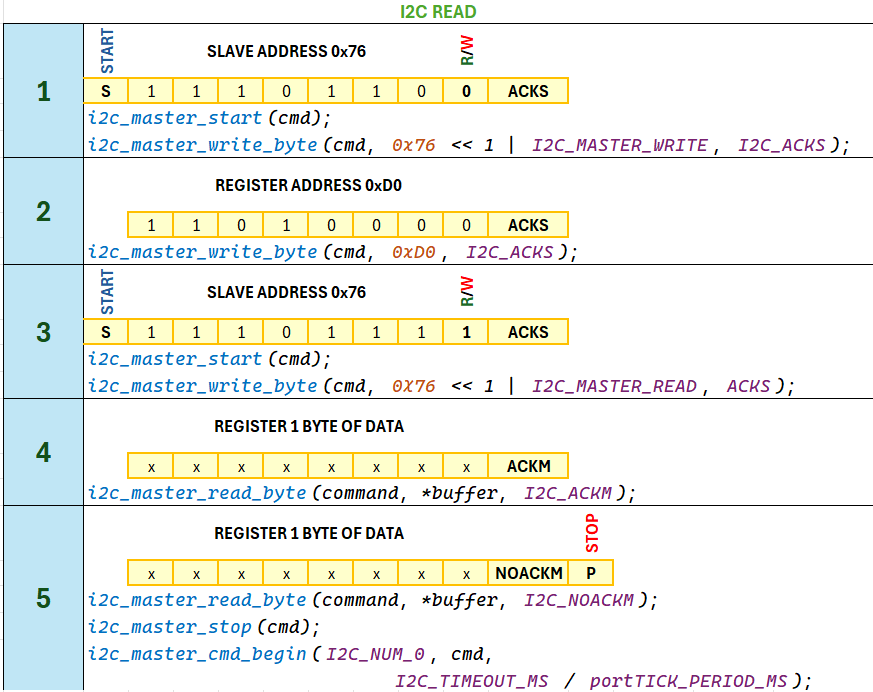 I2C READ
START
SLAVE ADDRESS 0x76
R/W
1
S 1 1 1 0 1 1 0 0 ACKS
i2c_master_start(cmd);
i2c_master_write_byte(cmd, 0x76 << 1 | I2C_MASTER_WRITE, I2C_ACKS);
REGISTER ADDRESS 0xD0
2
1 1 0 1 0 0 0 0 ACKS
i2c_master_write_byte(cmd, 0xD0, I2C_ACKS);
START
SLAVE ADDRESS 0x76
R/W
3
S 1 1 1 0 1 1 1 1 ACKS
i2c_master_start(cmd);
i2c_master_write_byte(cmd, 0X76 << 1 | I2C_MASTER_READ, ACKS);
REGISTER 1 BYTE OF DATA
4
x x x x x x x x ACKM
i2c_master_read_byte(command, *buffer, I2C_ACKM);
REGISTER 1 BYTE OF DATA
STOP
5
x x x x x x x x NOACKM P
i2c_master_read_byte(command, *buffer, I2C_NOACKM);
i2c_master_stop(cmd);
i2c_master_cmd_begin(I2C_NUM_0, cmd,
I2C_TIMEOUT_MS / portTICK_PERIOD_MS);